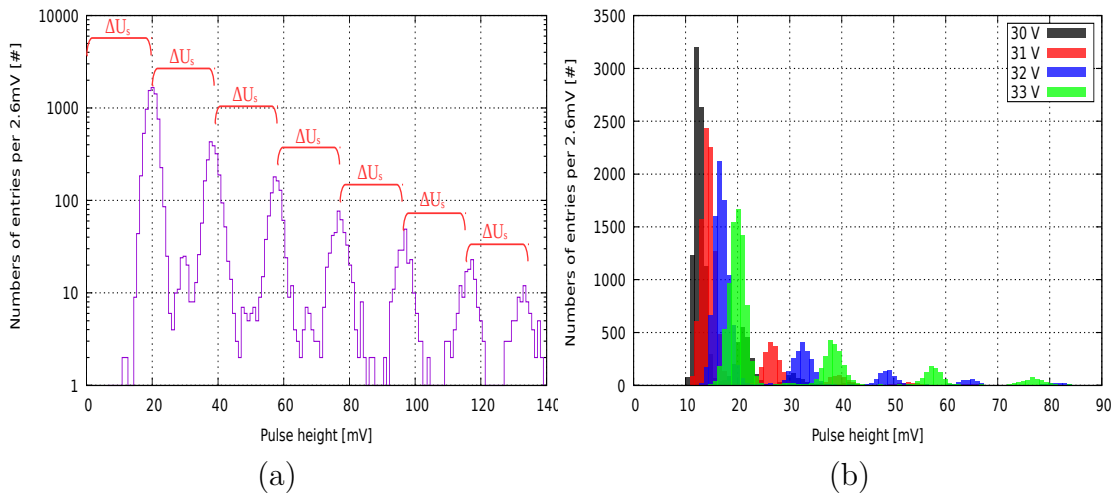 10000
1000
100
10
1
0
20
40
60
80
100
120
140
Numbers of entries per 2.6mV [#]
Pulse height [mV]
ΔUs
ΔUs
ΔUs
ΔUs
ΔUs
ΔUs
ΔUs
(a)
3500
3000
2500
2000
1500
1000
500
0
0
10
20
30
40
50
60
70
80
90
Numbers of entries per 2.6mV [#]
Pulse height [mV]
30 V
31 V
32 V
33 V
(b)